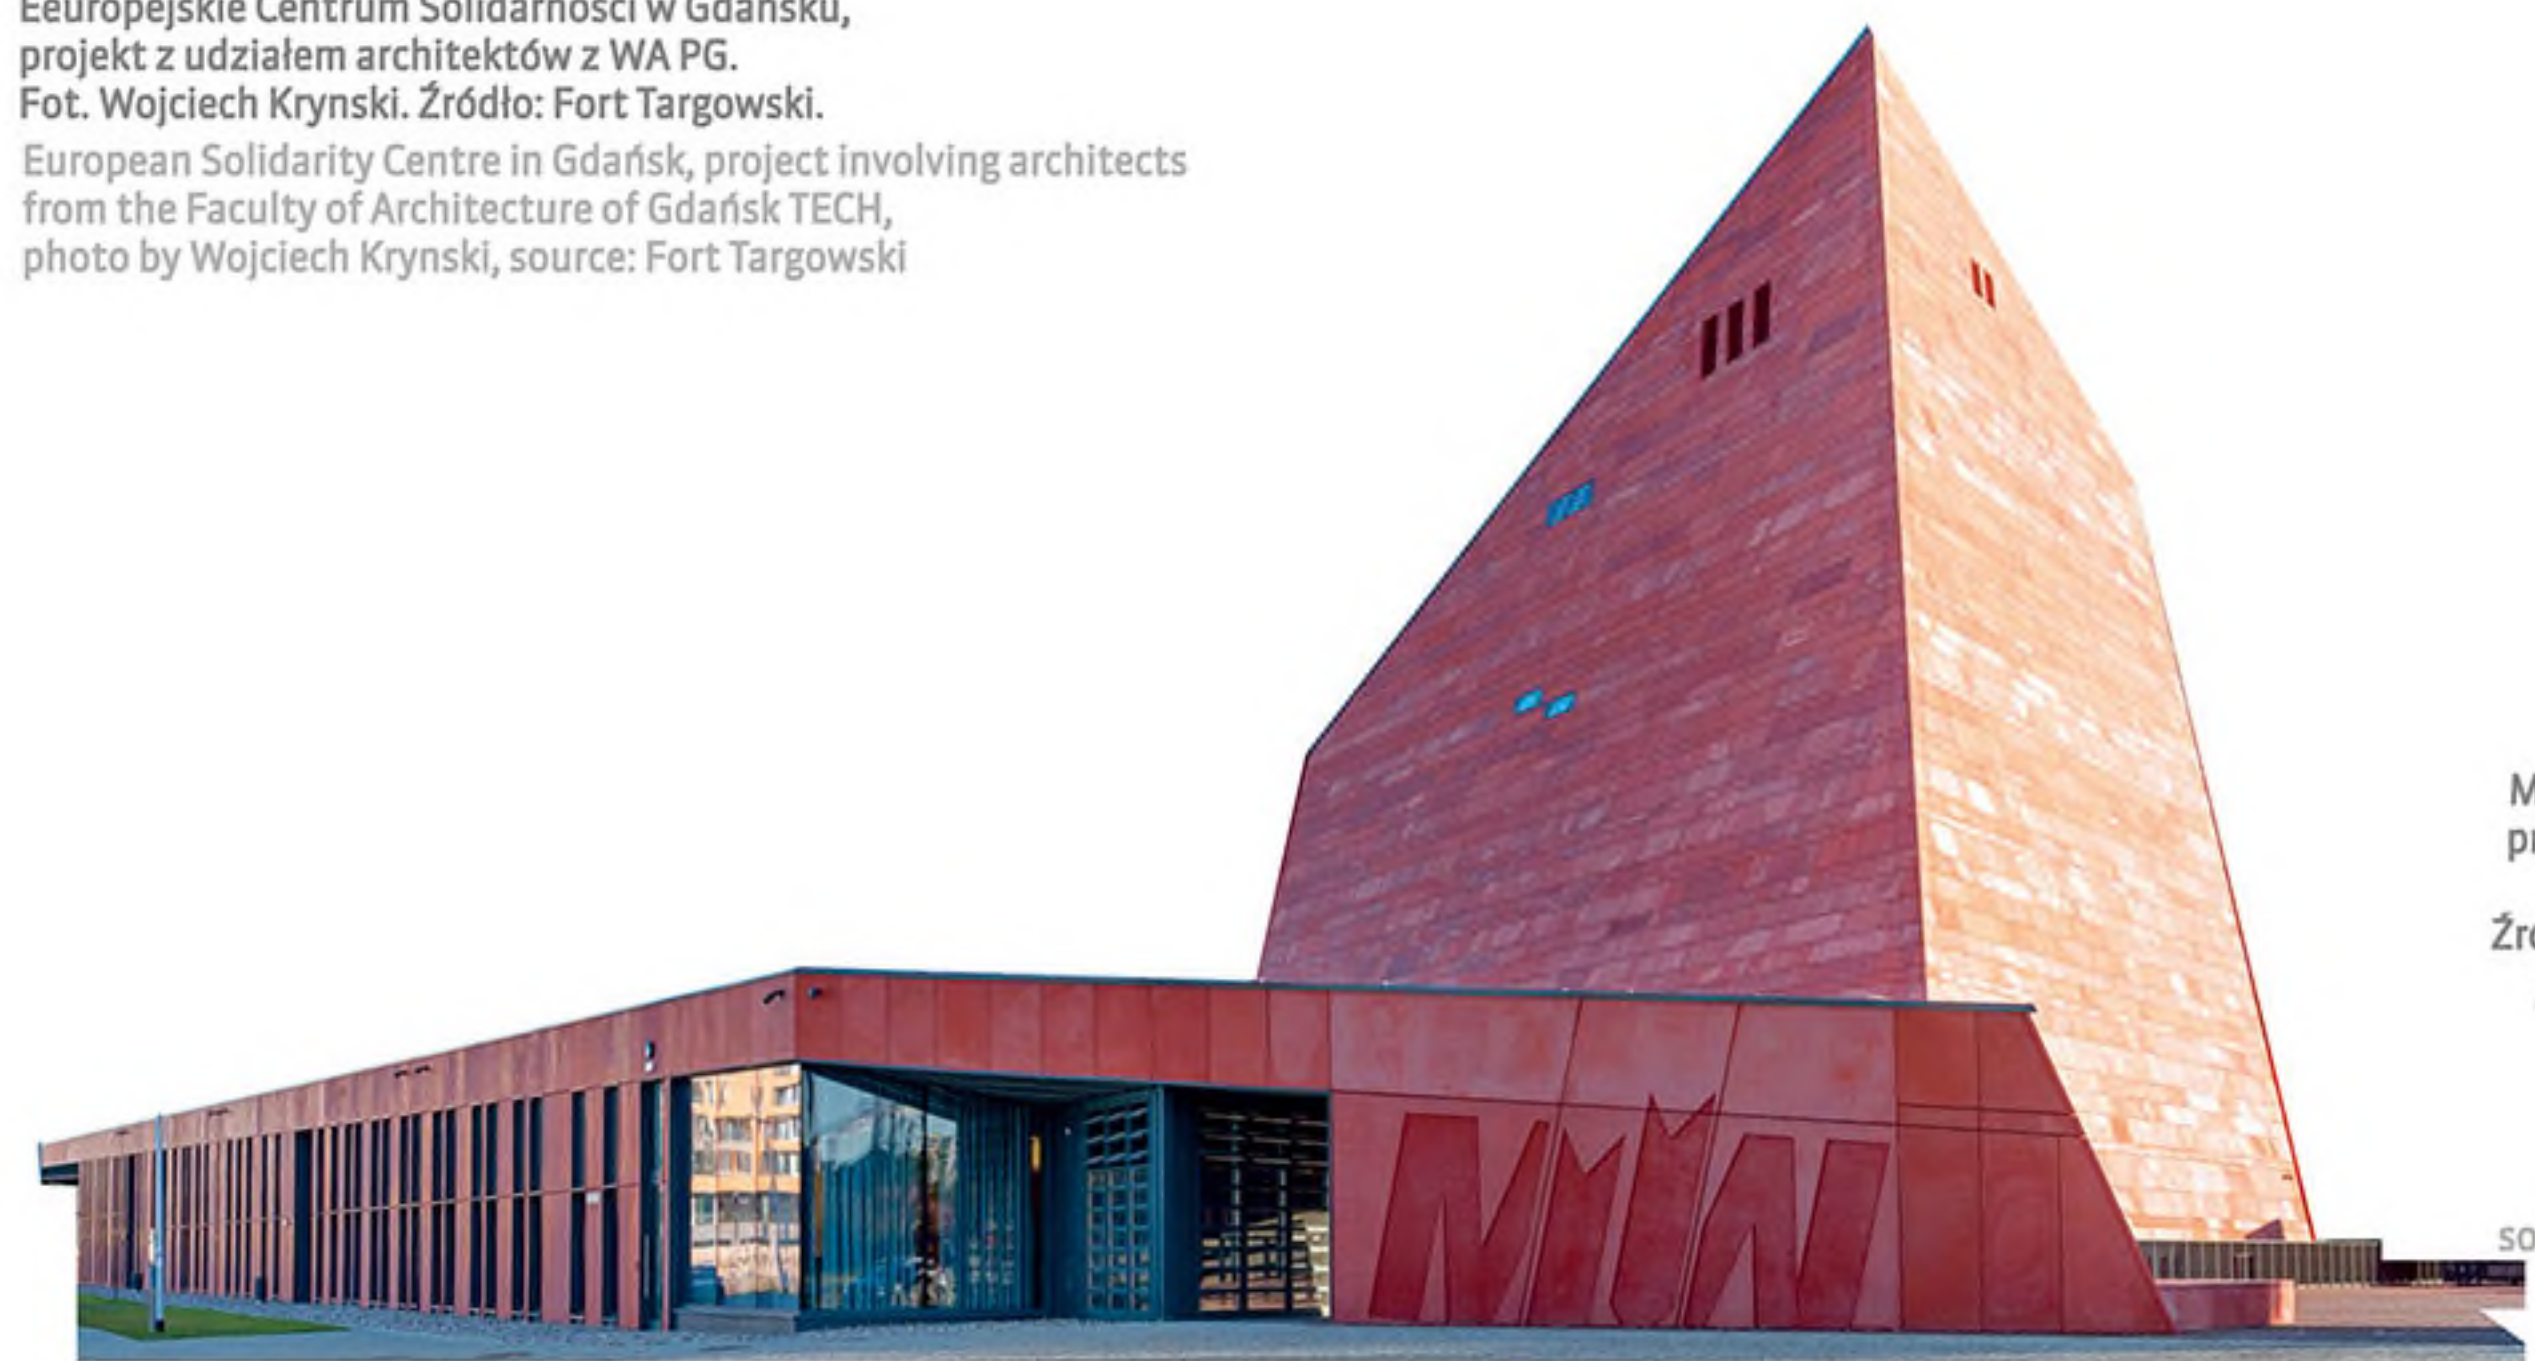 Eeuropejskie Centrum Solidarności w Gdańsku,
projekt z udziałem architektów z WA PG.
Fot. Wojciech Krynski. Źródło: Fort Targowski.
European Solidarity Centre in Gdańsk, project involving architects
from the Faculty of Architecture of Gdańsk TECH,
photo by Wojciech Krynski, source: Fort Targowski